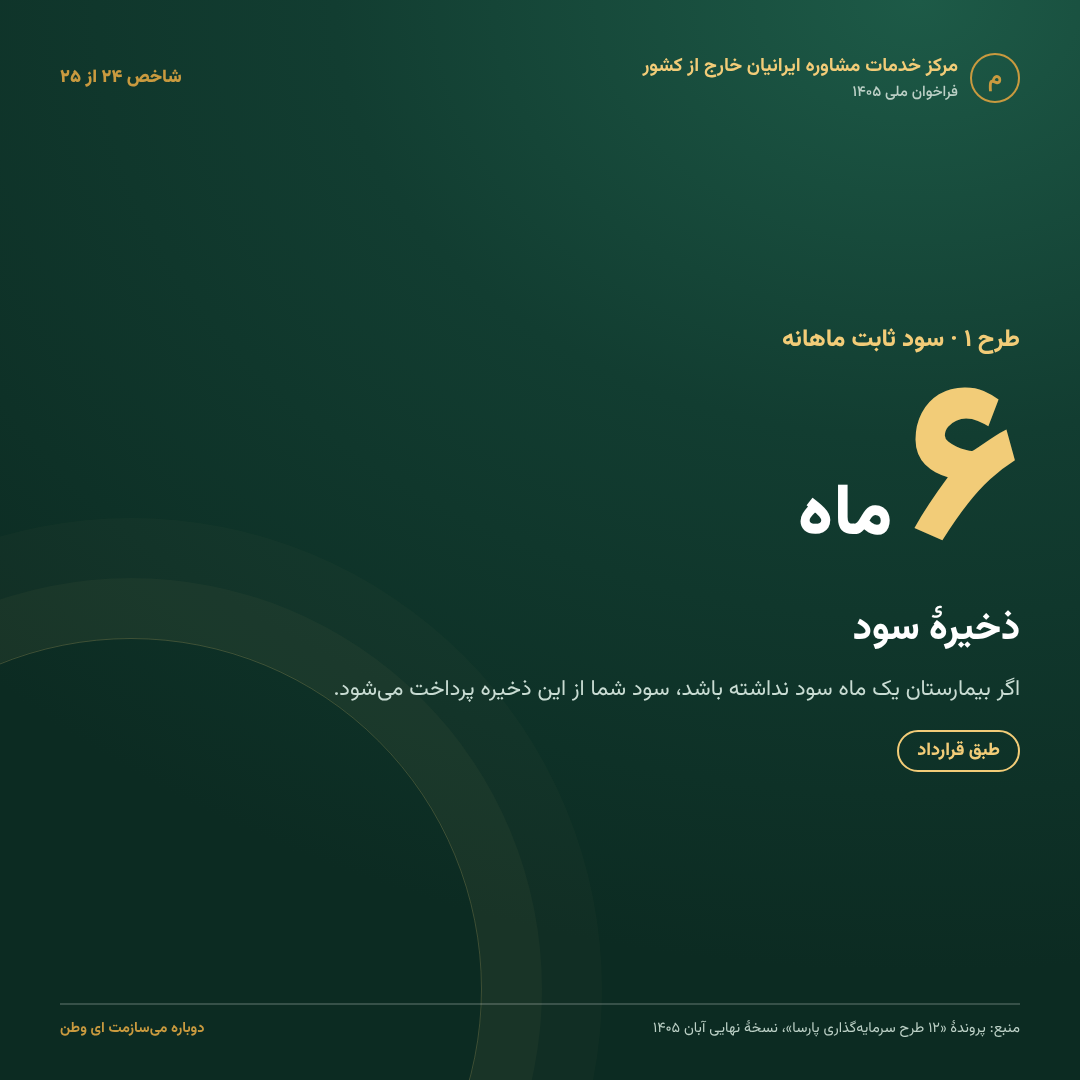 م
مرکز خدمات مشاوره ایرانیان خارج از کشور
فراخوان ملی ۱۴۰۵
شاخص ۲۴ از ۲۵
طرح ۱ · سود ثابت ماهانه
۶ ماه
ذخیرهٔ سود
اگر بیمارستان یک ماه سود نداشته باشد، سود شما از این ذخیره پرداخت می‌شود.
طبق قرارداد
منبع: پروندهٔ «۱۲ طرح سرمایه‌گذاری پارسا»، نسخهٔ نهایی آبان ۱۴۰۵
دوباره می‌سازمت ای وطن